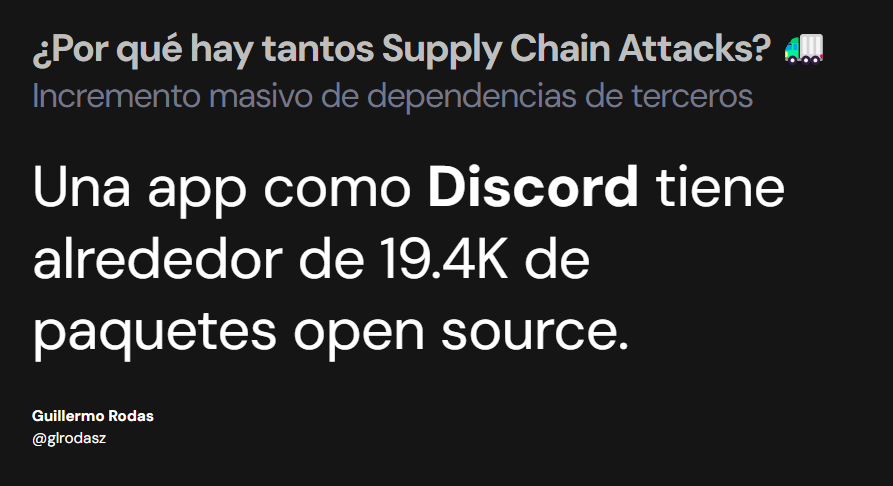 ¿Por qué hay tantos Supply Chain Attacks? 🚛
Incremento masivo de dependencias de terceros
Una app como Discord tiene
alrededor de 19.4K de
paquetes open source.
Guillermo Rodas
@glrodasz